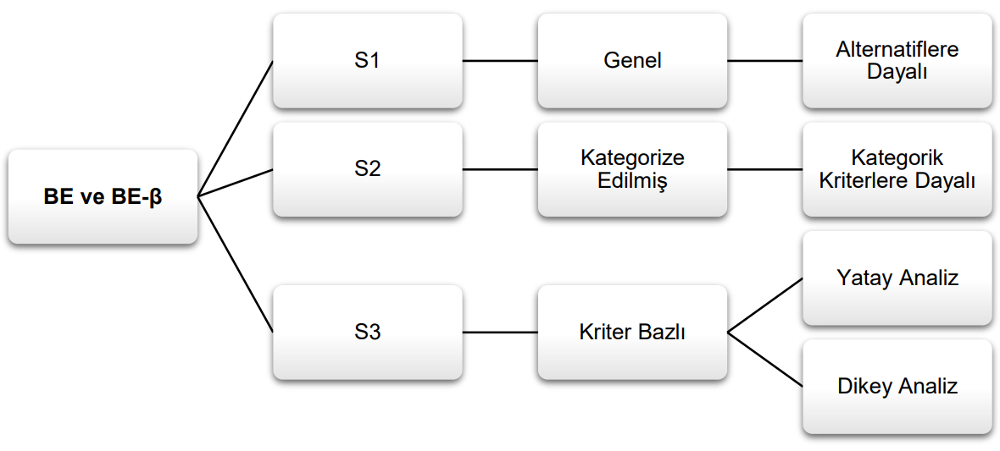 S1
Genel
Alternatiflere
Dayalı
S2
Kategorize
Edilmiş
Kategorik
Kriterlere Dayalı
BE ve BE-β
S3
Kriter Bazlı
Yatay Analiz
Dikey Analiz